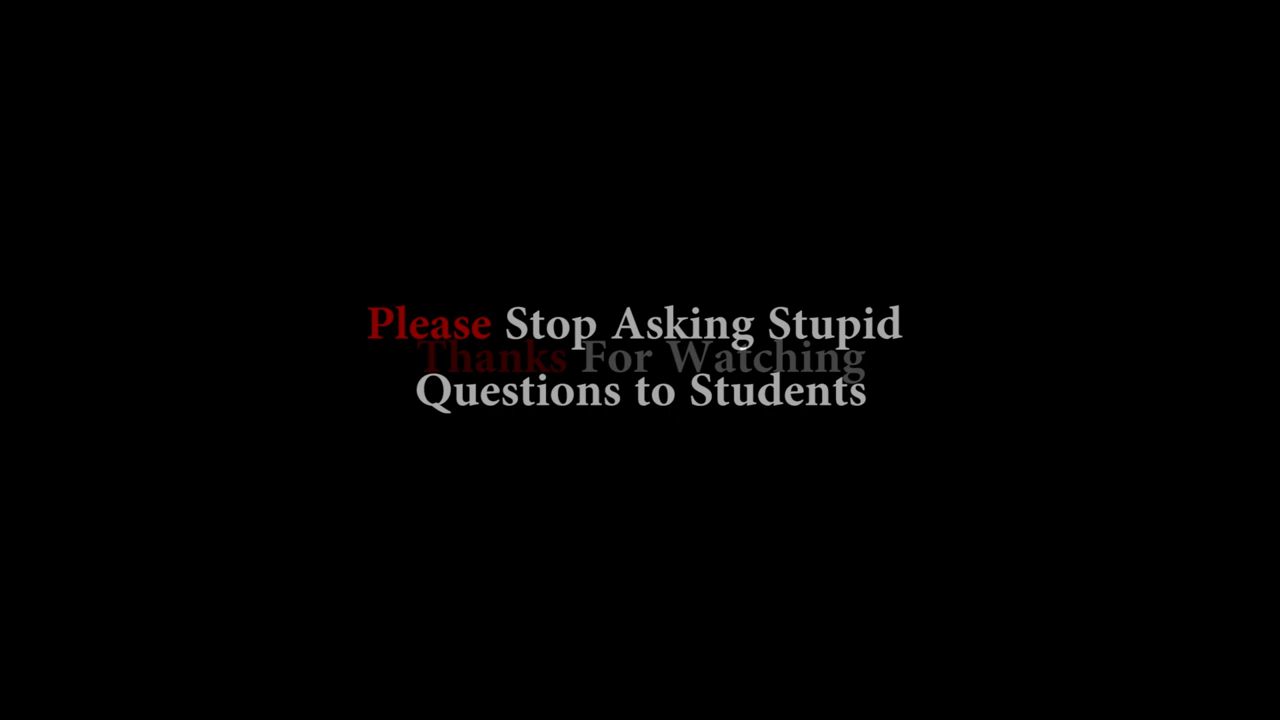 Please Stop Asking Stupid
Thanks For Watching
Questions to Students